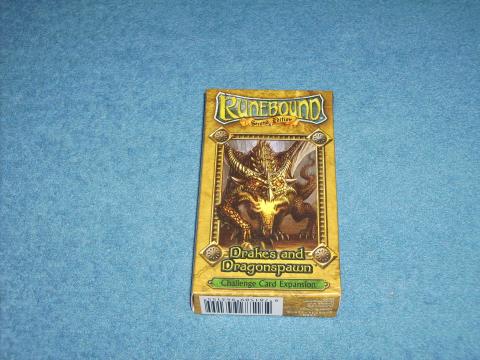 RUNEBOUND
Second Edition
Drakes and
Dragonspawn
Challenge Card Expansion